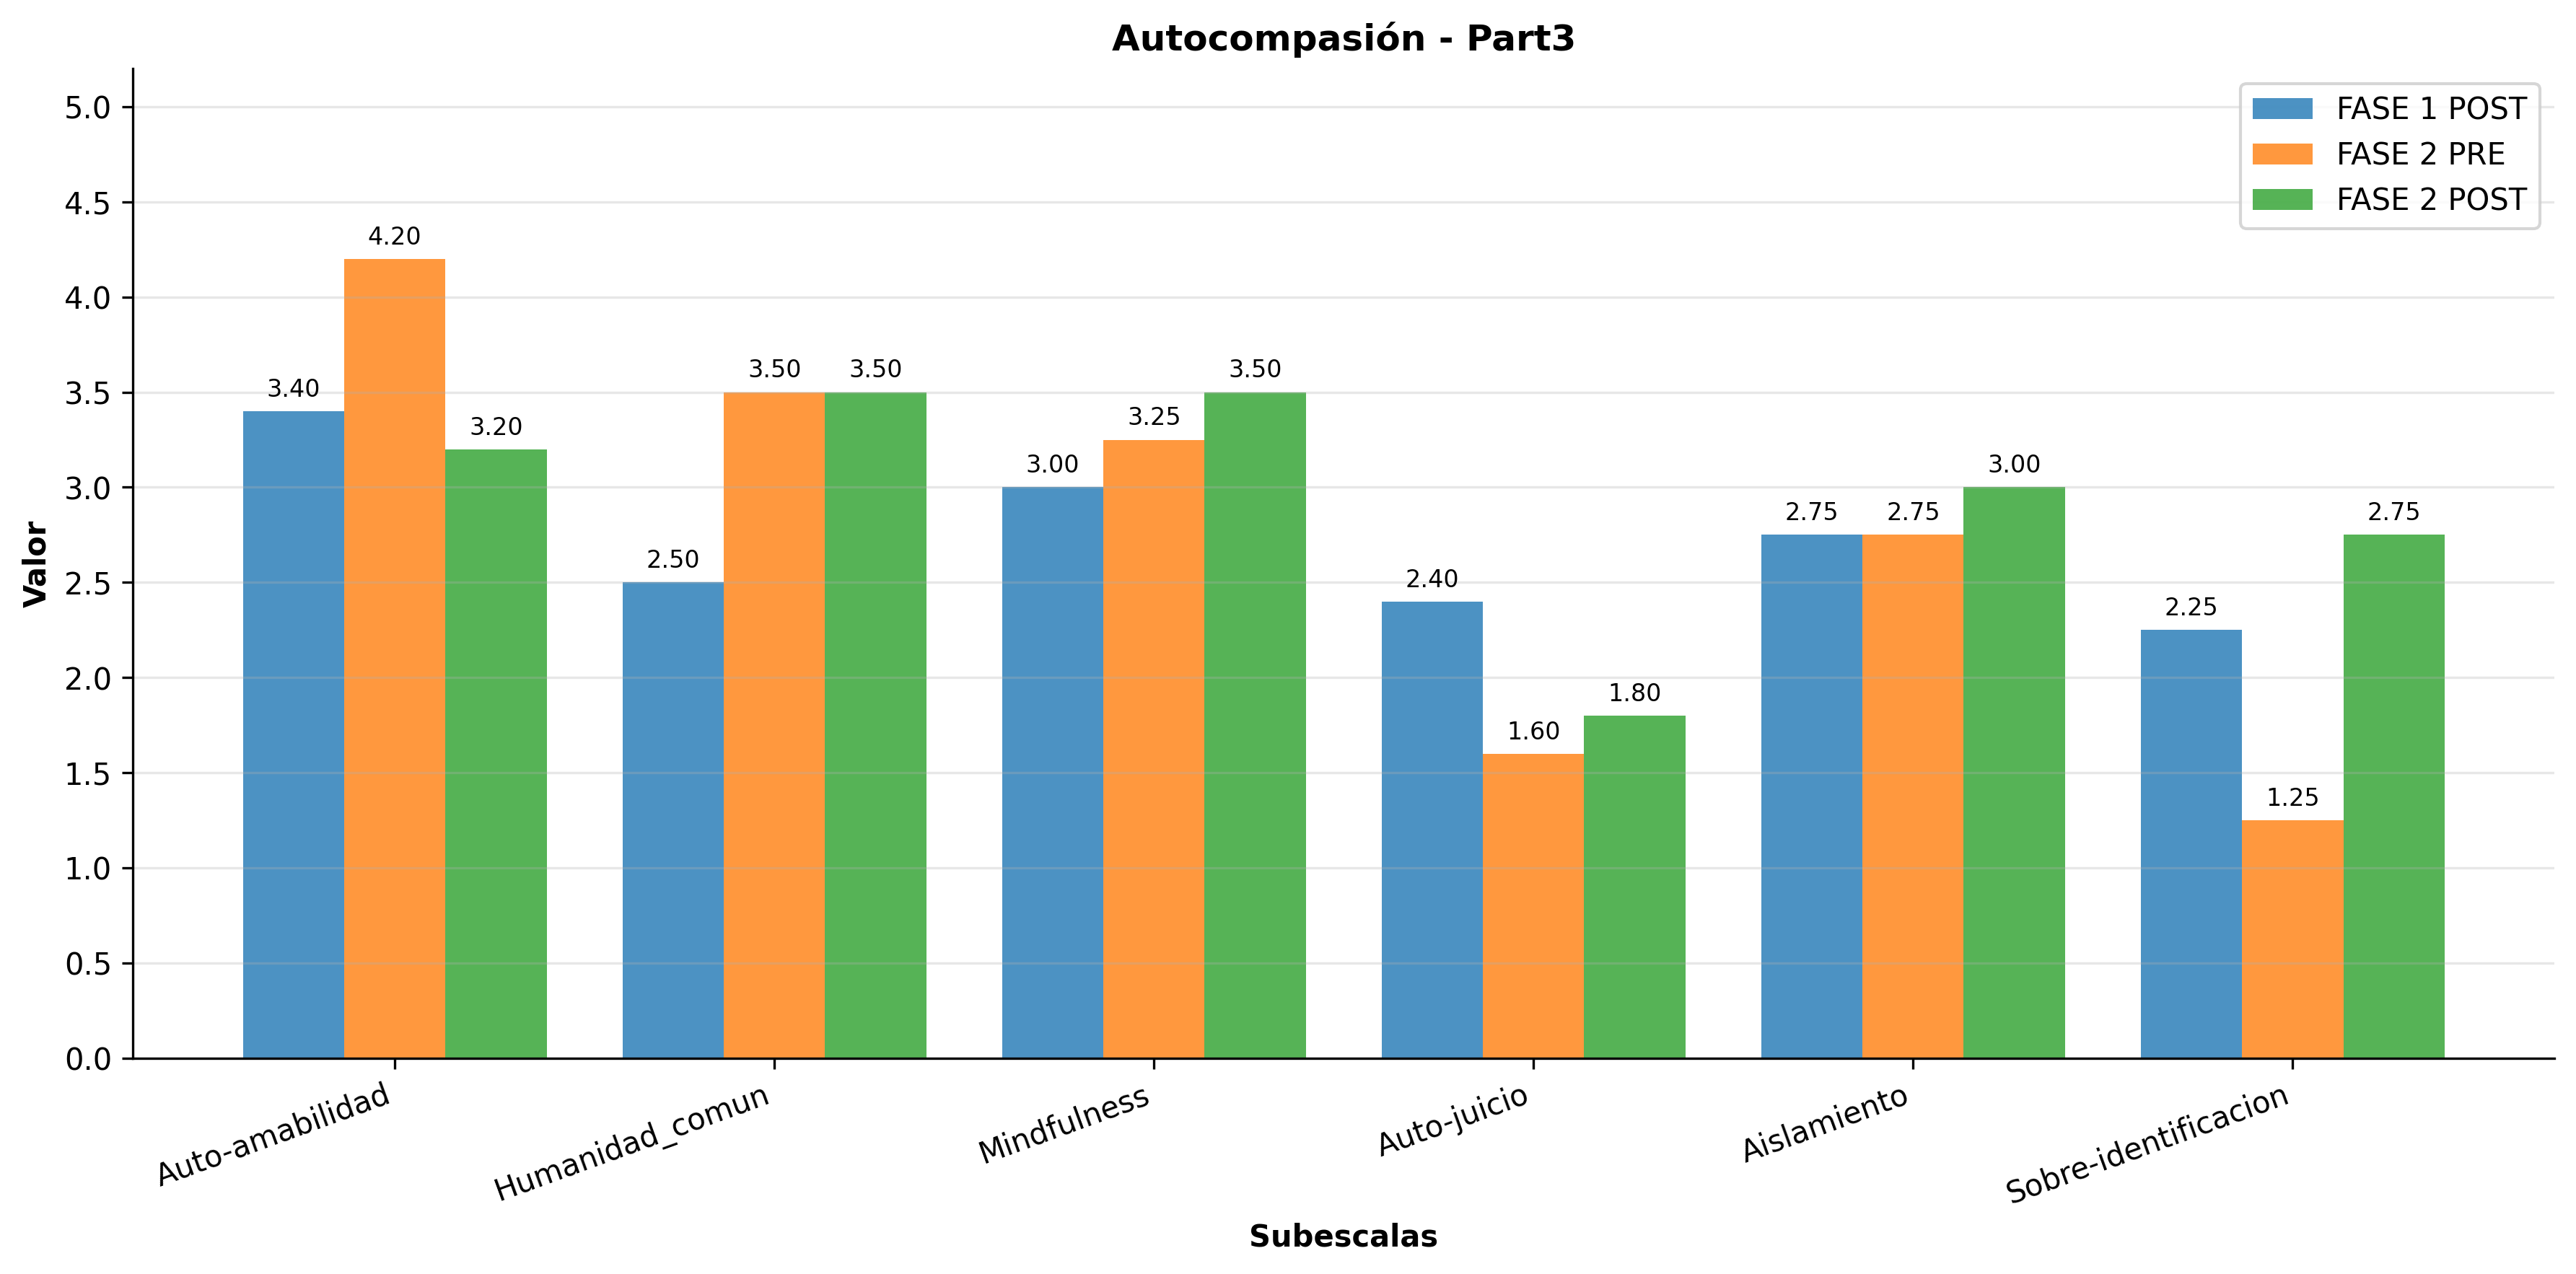 Autocompasión - Part3
FASE 1 POST
FASE 2 PRE
FASE 2 POST
Valor
5.0
4.5
4.0
3.5
3.0
2.5
2.0
1.5
1.0
0.5
0.0
3.40
4.20
3.20
2.50
3.50
3.50
3.00
3.25
3.50
2.40
1.60
1.80
2.75
2.75
3.00
2.25
1.25
2.75
Auto-amabilidad
Humanidad_comun
Mindfulness
Auto-juicio
Aislamiento
Sobre-identificacion
Subescalas